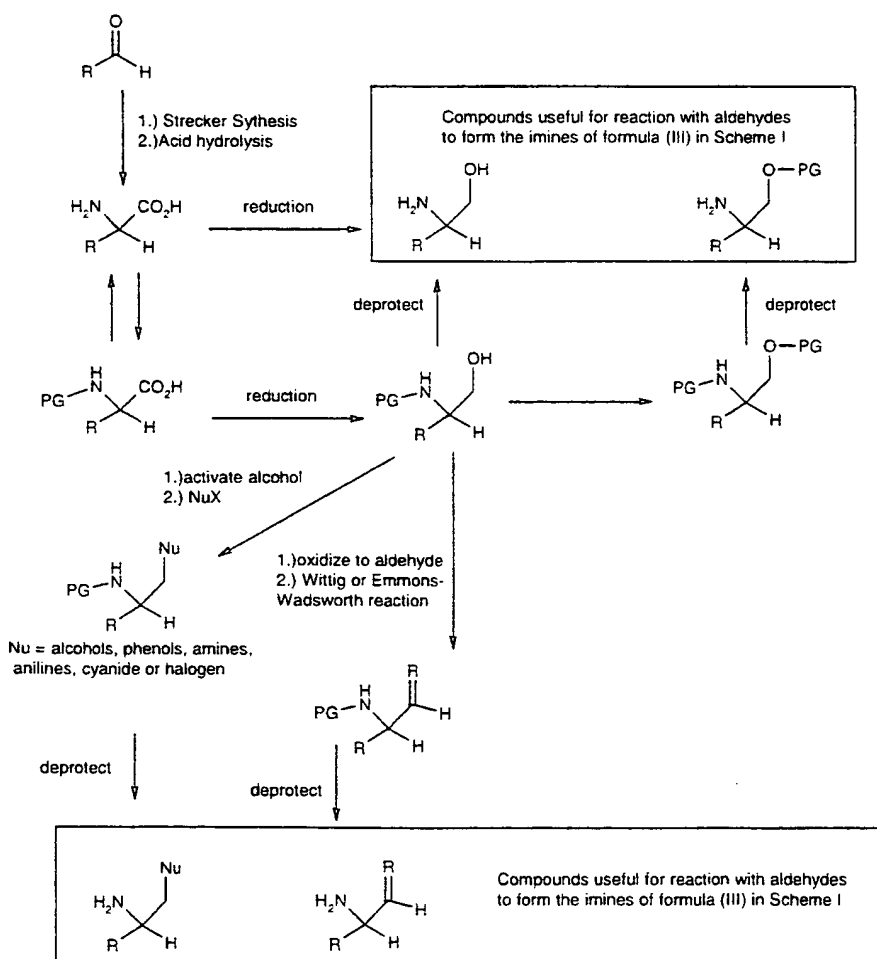 O
R H
1.) Strecker Sythesis
2.)Acid hydrolysis
Compounds useful for reaction with aldehydes
to form the imines of formula (III) in Scheme I
OH
H2N
R H
O—PG
H2N
R H
H2N CO2H
R H
reduction
deprotect
deprotect
H
PG N CO2H
R H
reduction
OH
H
PG N
R H
O—PG
H
PG N
R H
1.)activate alcohol
2.) NuX
1.)oxidize to aldehyde
2.) Wittig or Emmons-
Wadsworth reaction
Nu
H
PG N
R H
Nu = alcohols, phenols, amines,
anilines, cyanide or halogen
R
H
PG N H
R H
deprotect
deprotect
Nu
H2N
R H
R
H2N H
R H
Compounds useful for reaction with aldehydes
to form the imines of formula (III) in Scheme I